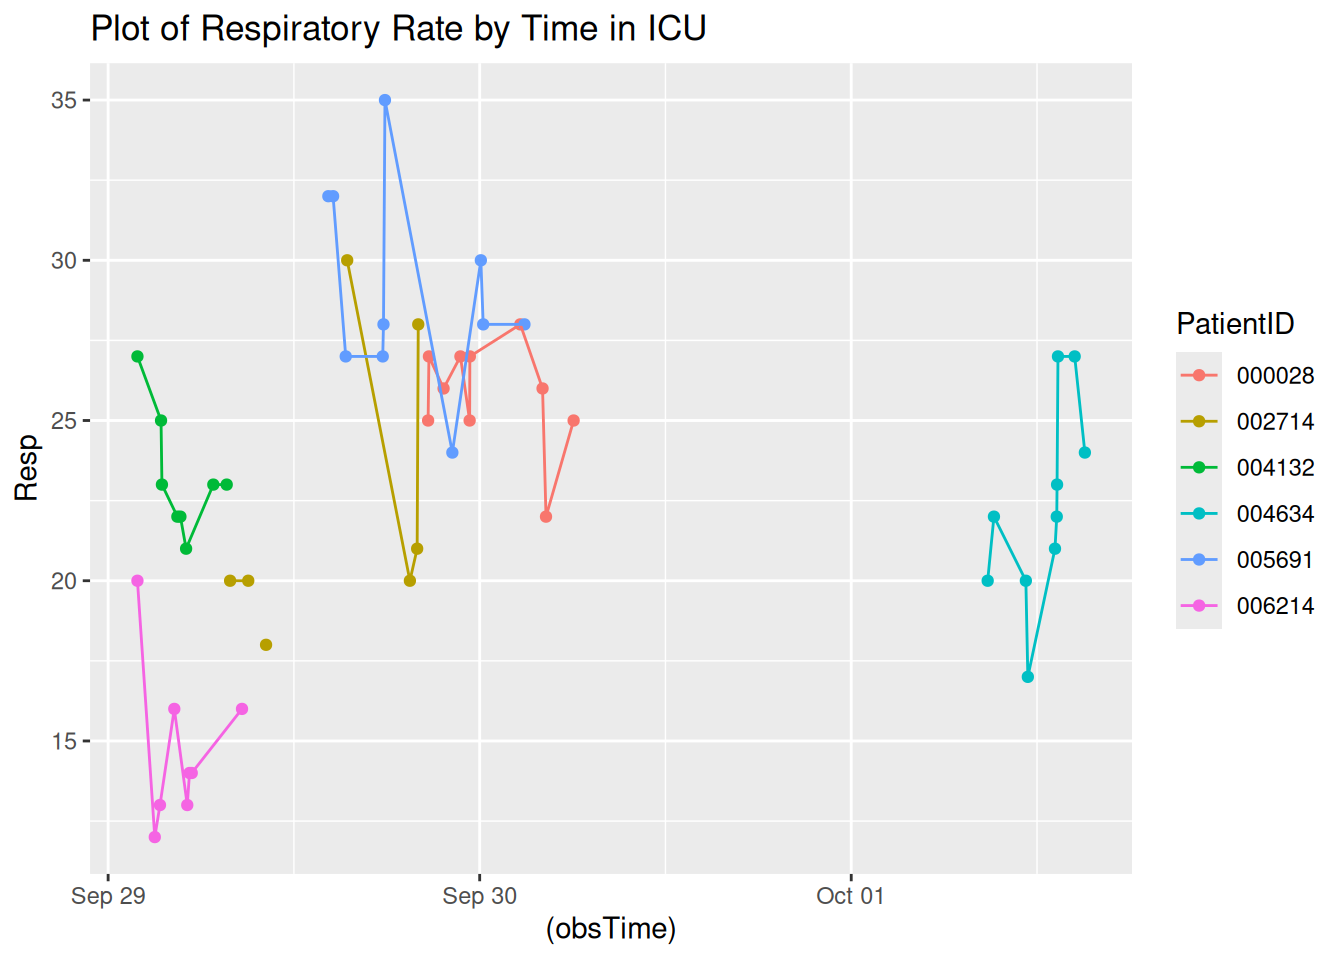 Plot of Respiratory Rate by Time in ICU
35
30
25
20
15
Resp
Sep 29
Sep 30
Oct 01
(obsTime)
PatientID
000028
002714
004132
004634
005691
006214